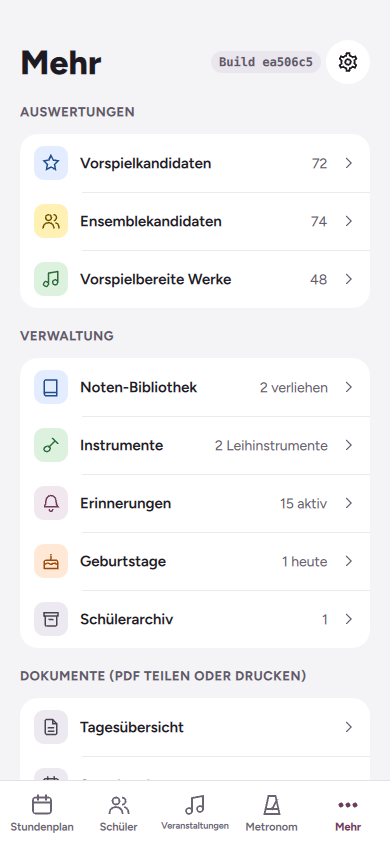 Mehr
Build ea506c5
AUSWERTUNGEN
Vorspielkandidaten 72
Ensemblekandidaten 74
Vorspielbereite Werke 48
VERWALTUNG
Noten-Bibliothek 2 verliehen
Instrumente 2 Leihinstrumente
Erinnerungen 15 aktiv
Geburtstage 1 heute
Schülerarchiv 1
DOKUMENTE (PDF TEILEN ODER DRUCKEN)
Tagesübersicht
Stundenplan Schüler Veranstaltungen Metronom Mehr